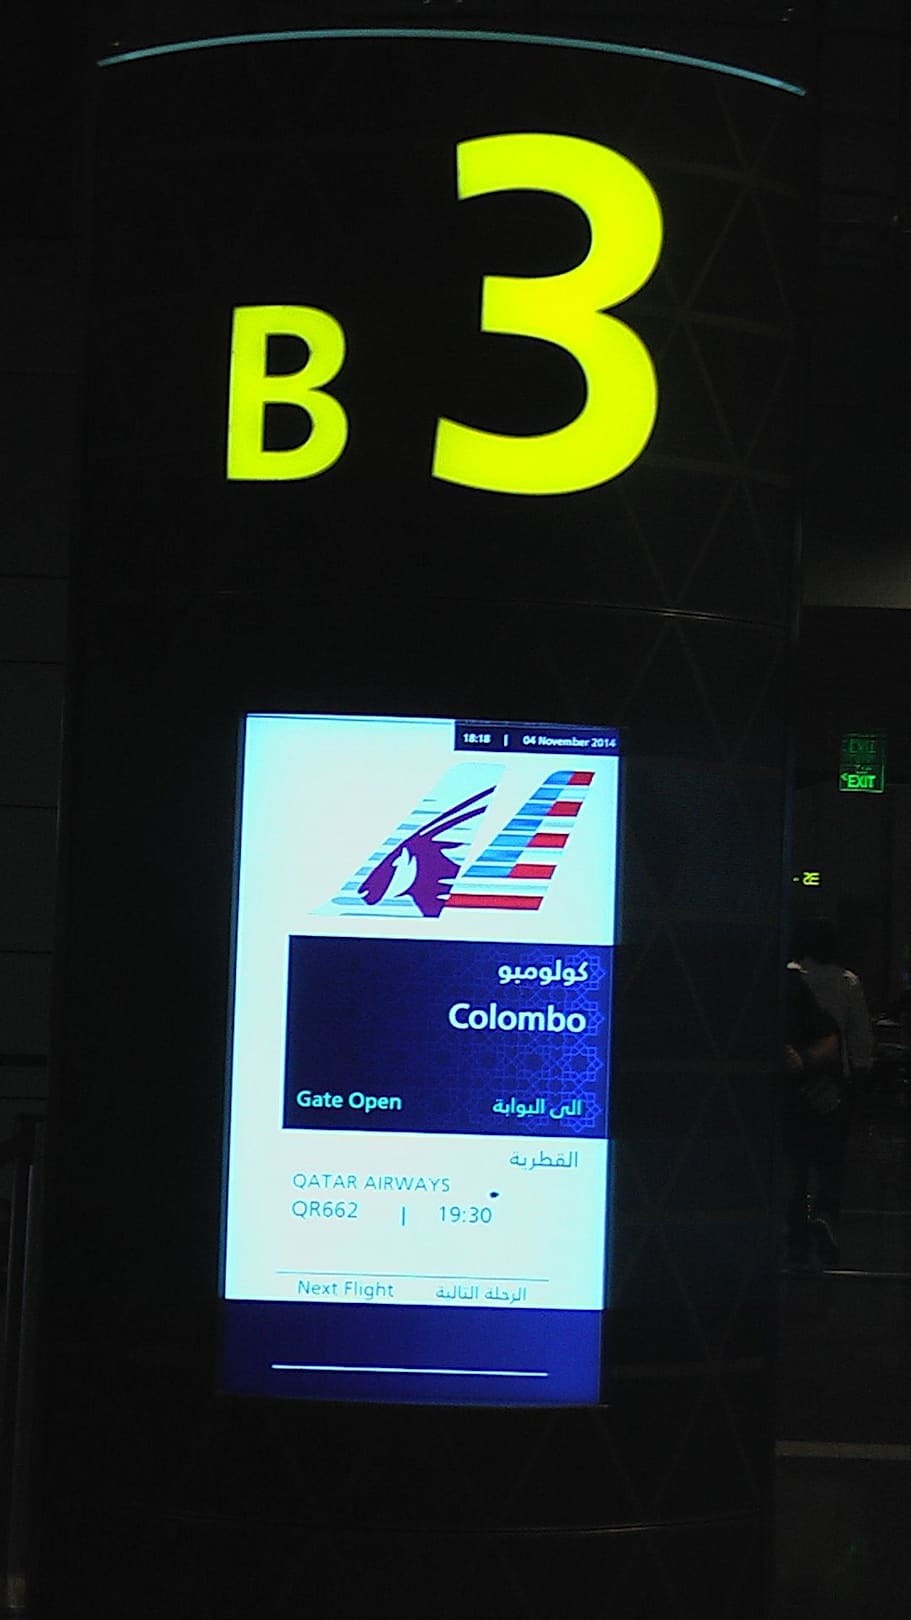 B 3
18:18 | 04 November 2014
كولومبو
Colombo
Gate Open الى البوابة
القطرية
QATAR AIRWAYS
QR662 | 19:30
Next Flight الرحلة التالية
EXIT
EXIT